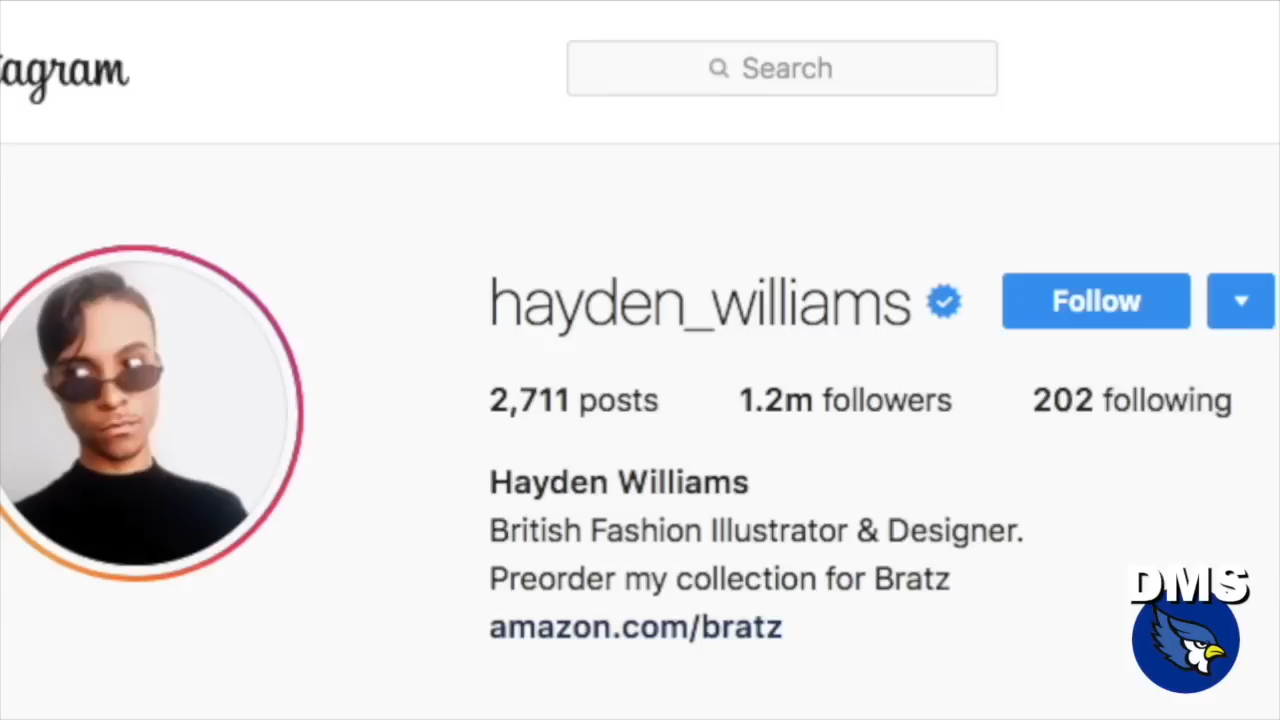 tagram
Search
hayden_williams Follow
2,711 posts 1.2m followers 202 following
Hayden Williams
British Fashion Illustrator & Designer.
Preorder my collection for Bratz
amazon.com/bratz
DMS